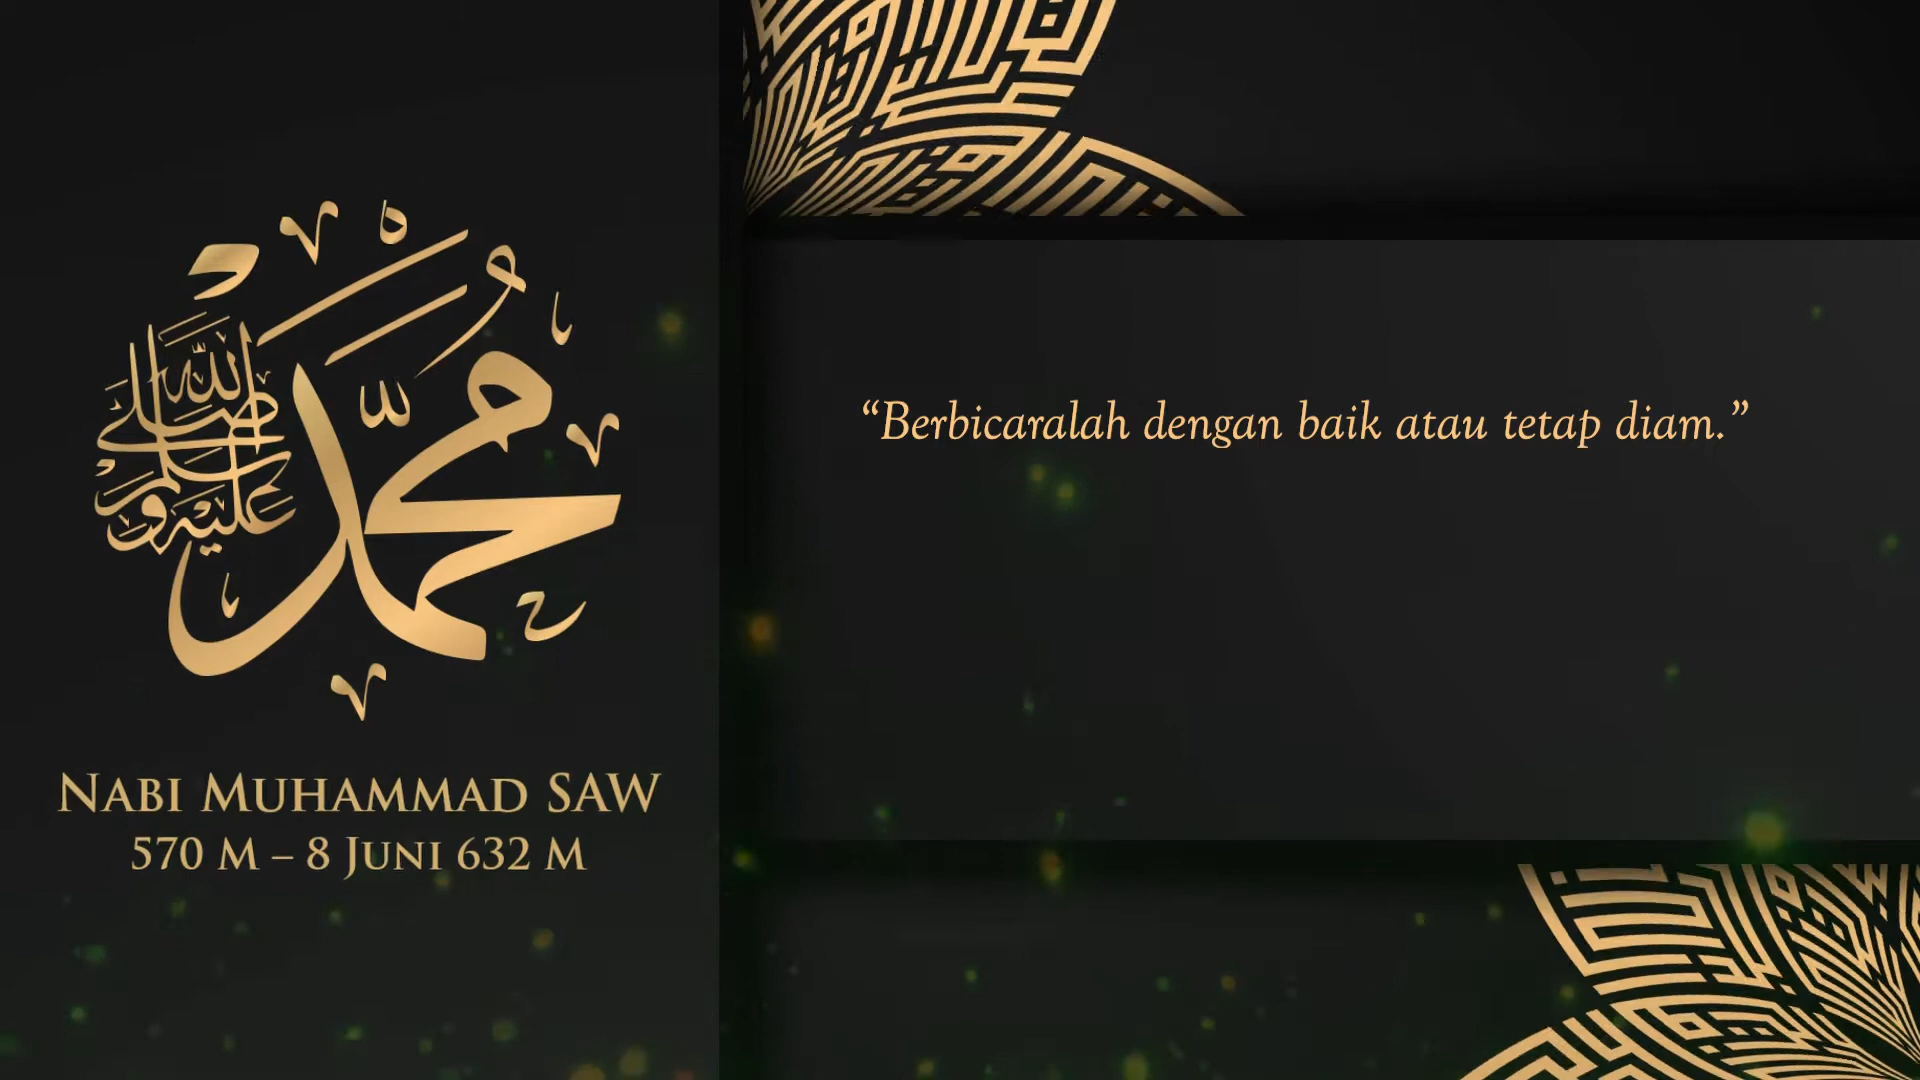 محمد
صلى الله عليه وسلم
NABI MUHAMMAD SAW
570 M – 8 JUNI 632 M
“Berbicaralah dengan baik atau tetap diam.”